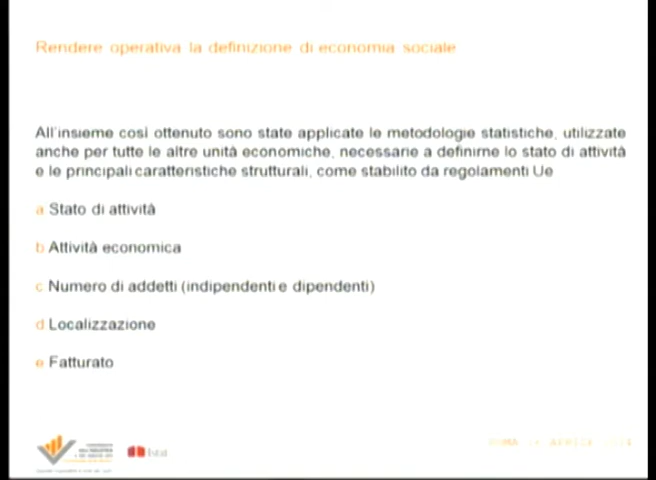 Rendere operativa la definizione di economia sociale
All'insieme così ottenuto sono state applicate le metodologie statistiche, utilizzate
anche per tutte le altre unità economiche, necessarie a definirne lo stato di attività
e le principali caratteristiche strutturali, come stabilito da regolamenti Ue
a Stato di attività
b Attività economica
c Numero di addetti (indipendenti e dipendenti)
d Localizzazione
e Fatturato
Istat